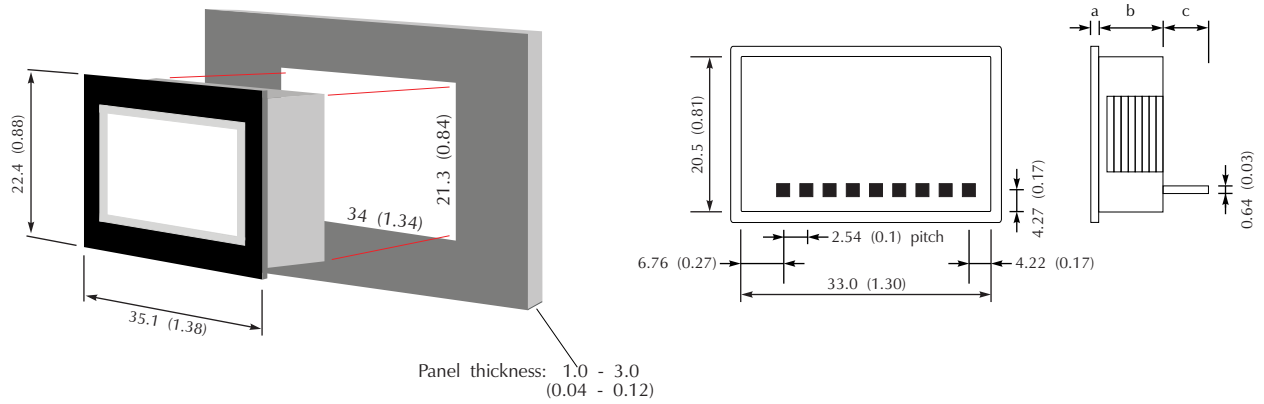 22.4 (0.88)
35.1 (1.38)
34 (1.34)
21.3 (0.84)
Panel thickness: 1.0 - 3.0
(0.04 - 0.12)
20.5 (0.81)
2.54 (0.1) pitch
6.76 (0.27)
4.22 (0.17)
33.0 (1.30)
4.27 (0.17)
a b c
0.64 (0.03)